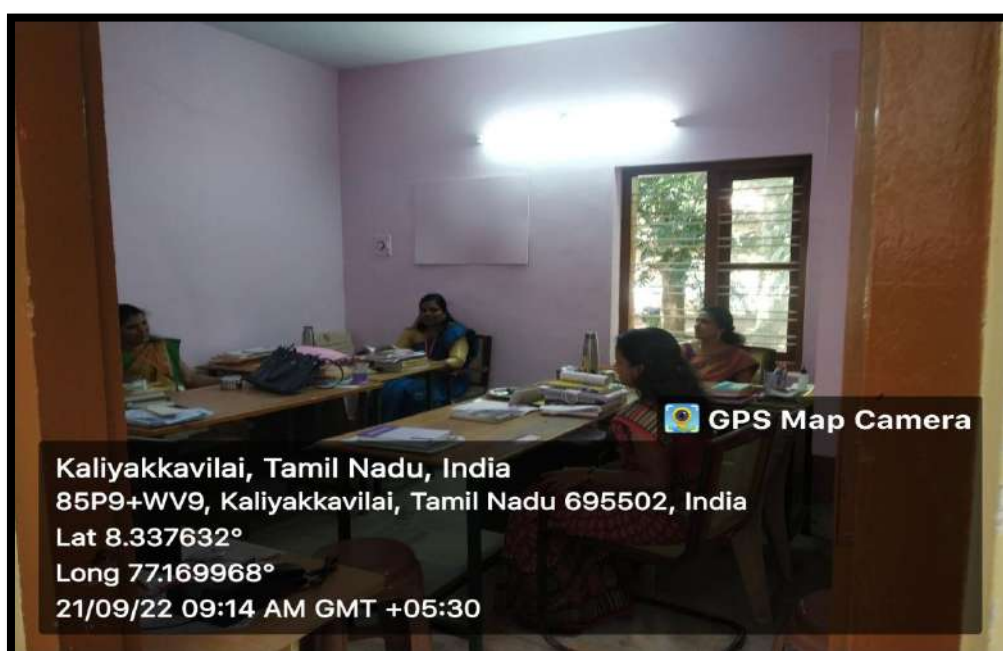 GPS Map Camera
Kaliyakkavilai, Tamil Nadu, India
85P9+WV9, Kaliyakkavilai, Tamil Nadu 695502, India
Lat 8.337632°
Long 77.169968°
21/09/22 09:14 AM GMT +05:30